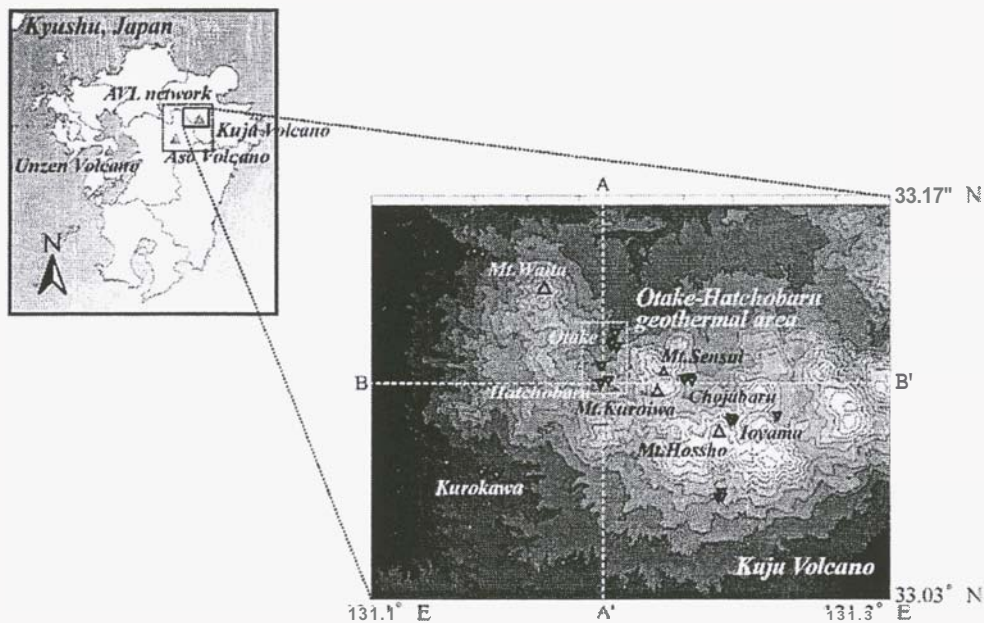 Kyushu, Japan
AVL network
Kuju Volcano
Aso Volcano
Unzen Volcano
N
A
33.17" N
Mt.Waita
Otake-Hatchobaru
geothermal area
Otake
Mt.Sensui
B
B'
Hatchobaru
Chojabaru
Mt.Kuroiwa
Ioyama
Mt.Hossho
Kurokawa
Kuju Volcano
33.03° N
131.1° E
A'
131.3° E